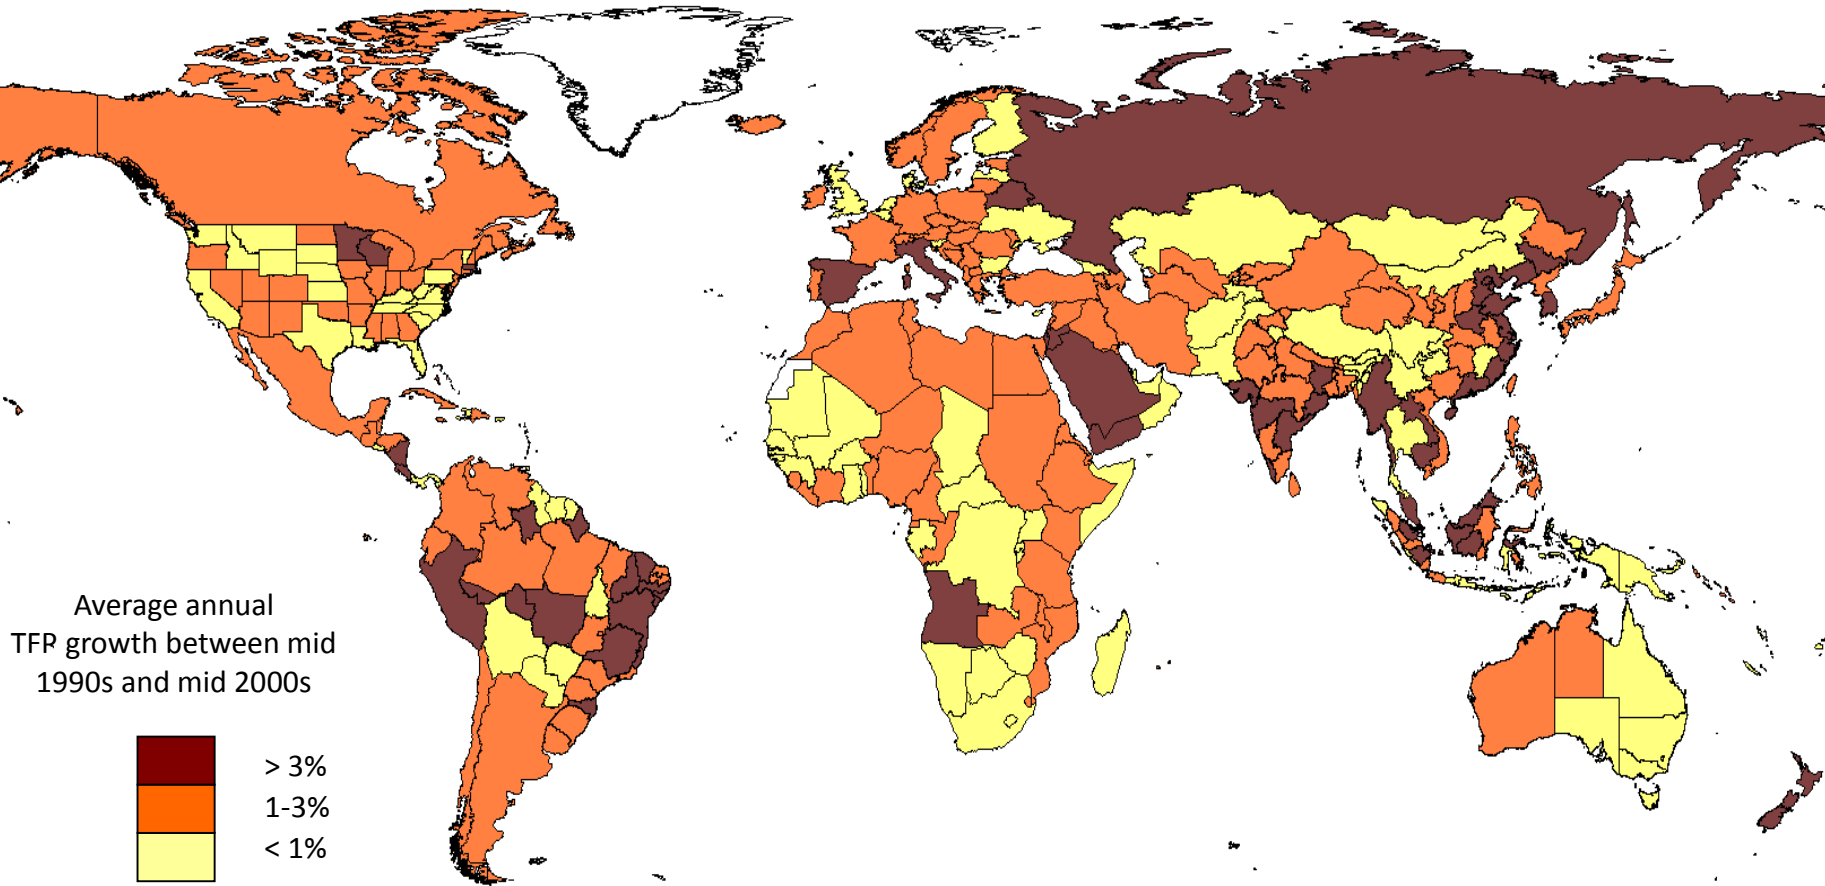 Average annual
TFP growth between mid
1990s and mid 2000s
> 3%
1-3%
< 1%